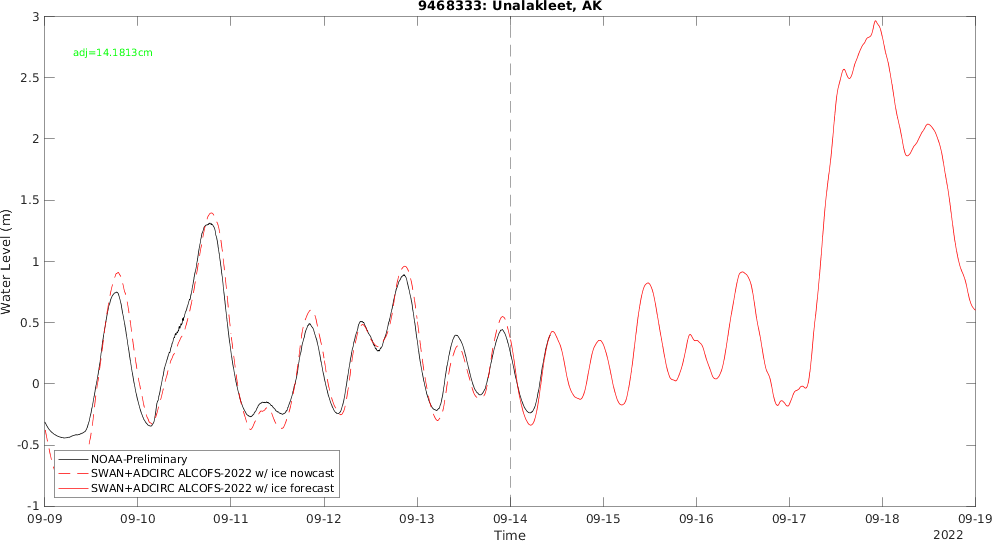 9468333: Unalakleet, AK
adj=14.1813cm
3
2.5
2
1.5
1
0.5
0
-0.5
-1
Water Level (m)
NOAA-Preliminary
SWAN+ADCIRC ALCOFS-2022 w/ ice nowcast
SWAN+ADCIRC ALCOFS-2022 w/ ice forecast
09-09 09-10 09-11 09-12 09-13 09-14 09-15 09-16 09-17 09-18 09-19
Time
2022